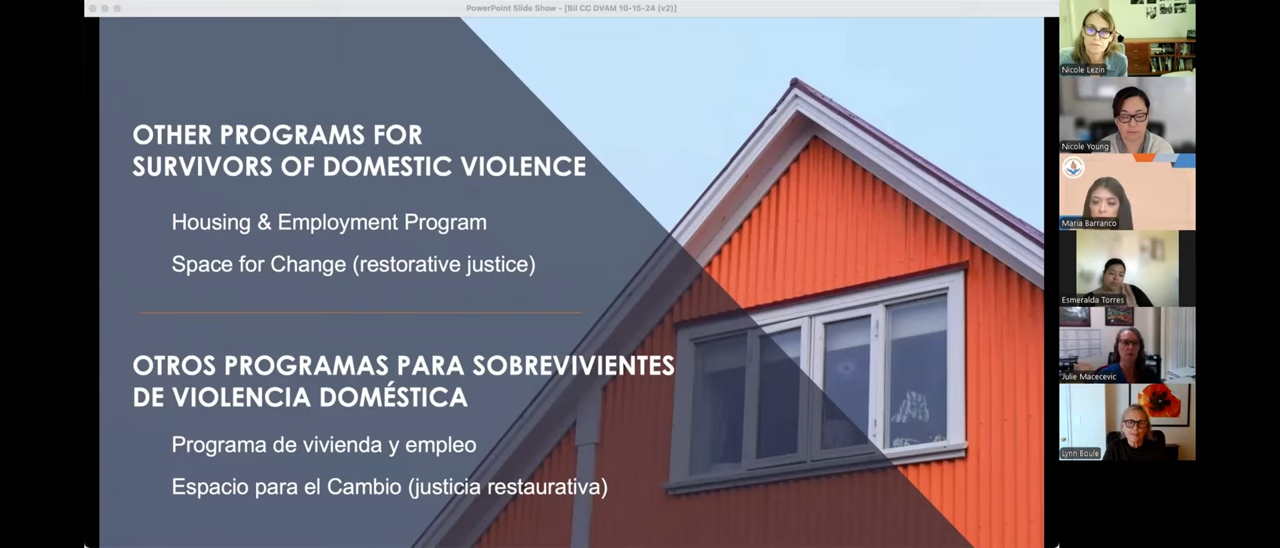 PowerPoint Slide Show - [Bil CC DVAM 10-15-24 (v2)]
OTHER PROGRAMS FOR
SURVIVORS OF DOMESTIC VIOLENCE
Housing & Employment Program
Space for Change (restorative justice)
OTROS PROGRAMAS PARA SOBREVIVIENTES
DE VIOLENCIA DOMÉSTICA
Programa de vivienda y empleo
Espacio para el Cambio (justicia restaurativa)
Nicole Lezin
Nicole Young
Maria Barranco
Esmeralda Torres
Julie Macecevic
Lynn Boule